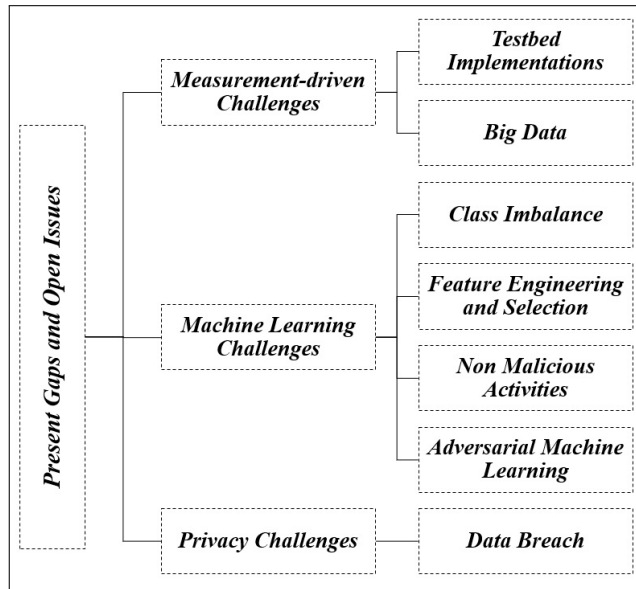 Present Gaps and Open Issues
Measurement-driven
Challenges
Testbed
Implementations
Big Data
Machine Learning
Challenges
Class Imbalance
Feature Engineering
and Selection
Non Malicious
Activities
Adversarial Machine
Learning
Privacy Challenges
Data Breach